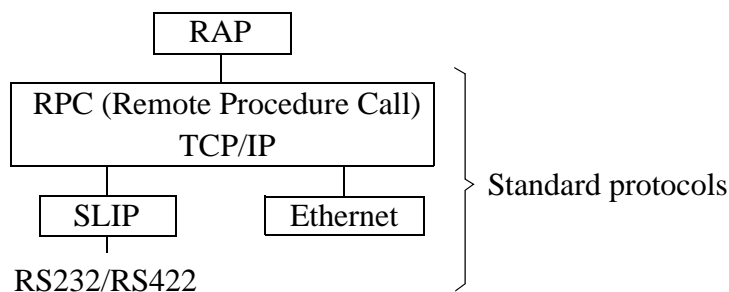 RAP
RPC (Remote Procedure Call)
TCP/IP
Standard protocols
SLIP
Ethernet
RS232/RS422